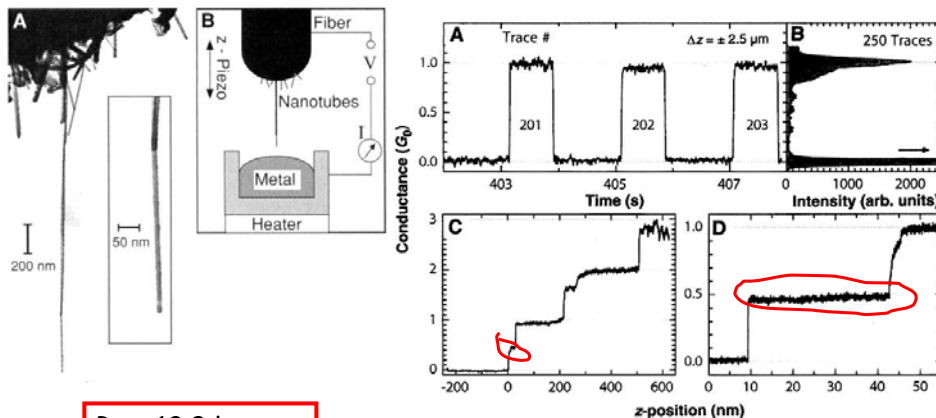 A
200 nm
50 nm
B
Fiber
z - Piezo
V
Nanotubes
I
Metal
Heater
Conductance (G0)
A
Trace #
Δz = ± 2.5 µm
1.0
0.5
0.0
201
202
203
403
405
407
Time (s)
B
250 Traces
0
1000
2000
Intensity (arb. units)
C
3
2
1
0
-200
0
200
400
600
D
1.0
0.5
0.0
0
10
20
30
40
50
z-position (nm)